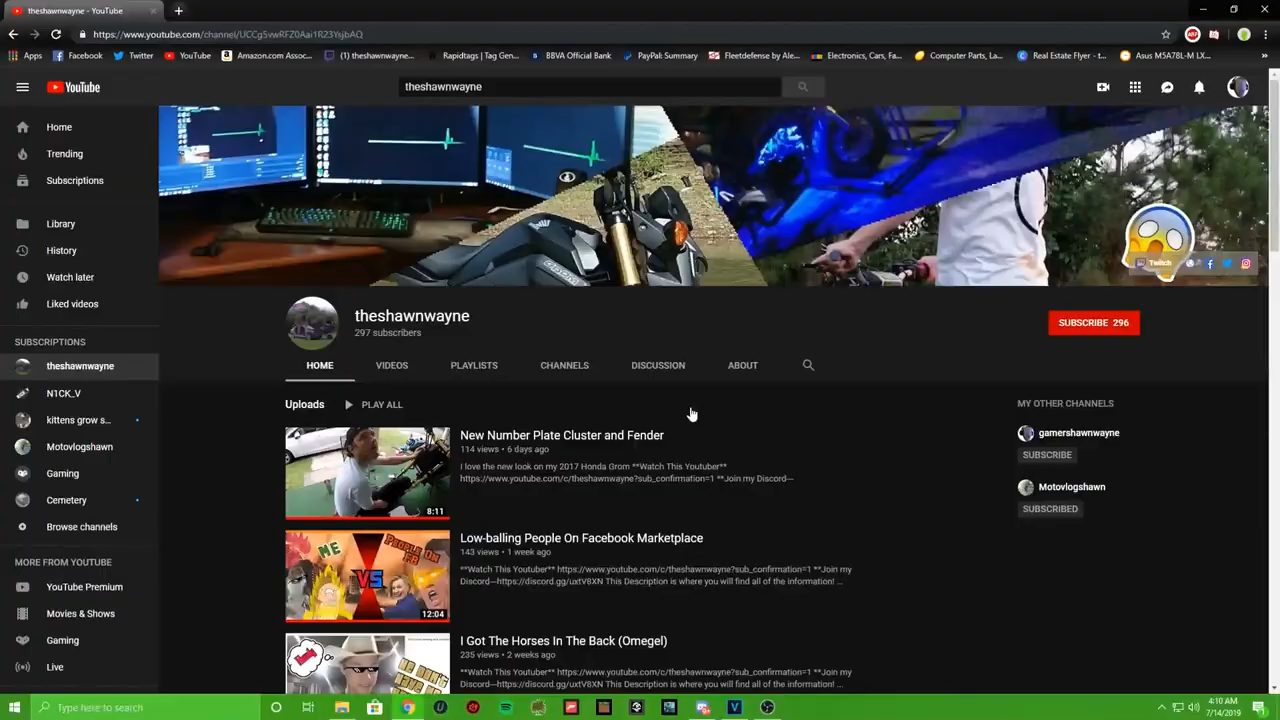 theshawnwayne - YouTube
https://www.youtube.com/channel/UCCg5vwRFZ0Aai1R23YsjbAQ
Apps Facebook Twitter YouTube Amazon.com Assoc... (1) theshawnwayne... Rapidtags | Tag Gen... BBVA Official Bank PayPal Summary Fleetdefense by Ale... Electronics, Cars, Fa... Computer Parts, La... Real Estate Flyer - t... Asus M5A78L-M LX...
YouTube
theshawnwayne
Home
Trending
Subscriptions
Library
History
Watch later
Liked videos
SUBSCRIPTIONS
theshawnwayne
N1CK_V
kittens grow s...
Motovlogshawn
Gaming
Cemetery
Browse channels
MORE FROM YOUTUBE
YouTube Premium
Movies & Shows
Gaming
Live
Twitch
theshawnwayne
297 subscribers
SUBSCRIBE 296
HOME VIDEOS PLAYLISTS CHANNELS DISCUSSION ABOUT
Uploads PLAY ALL
New Number Plate Cluster and Fender
114 views • 6 days ago
I love the new look on my 2017 Honda Grom **Watch This Youtuber**
https://www.youtube.com/c/theshawnwayne?sub_confirmation=1 **Join my Discord---
8:11
Low-balling People On Facebook Marketplace
143 views • 1 week ago
**Watch This Youtuber** https://www.youtube.com/c/theshawnwayne?sub_confirmation=1 **Join my
Discord---https://discord.gg/uxtV8XN This Description is where you will find all of the information! ...
ME
VS
PEOPLE ON FB
12:04
I Got The Horses In The Back (Omegel)
235 views • 2 weeks ago
**Watch This Youtuber** https://www.youtube.com/c/theshawnwayne?sub_confirmation=1 **Join my
Discord---https://discord.gg/uxtV8XN This Description is where you will find all of the information! ...
MY OTHER CHANNELS
gamershawnwayne
SUBSCRIBE
Motovlogshawn
SUBSCRIBED
Type here to search
4:10 AM
7/14/2019